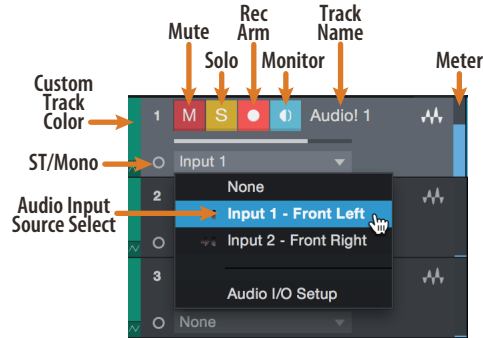 Mute
Solo
Rec
Arm
Monitor
Track
Name
Meter
Custom
Track
Color
1 M S Audio! 1
ST/Mono
Input 1
None
2
Audio Input
Source Select
Input 1 - Front Left
Input 2 - Front Right
3
Audio I/O Setup
None